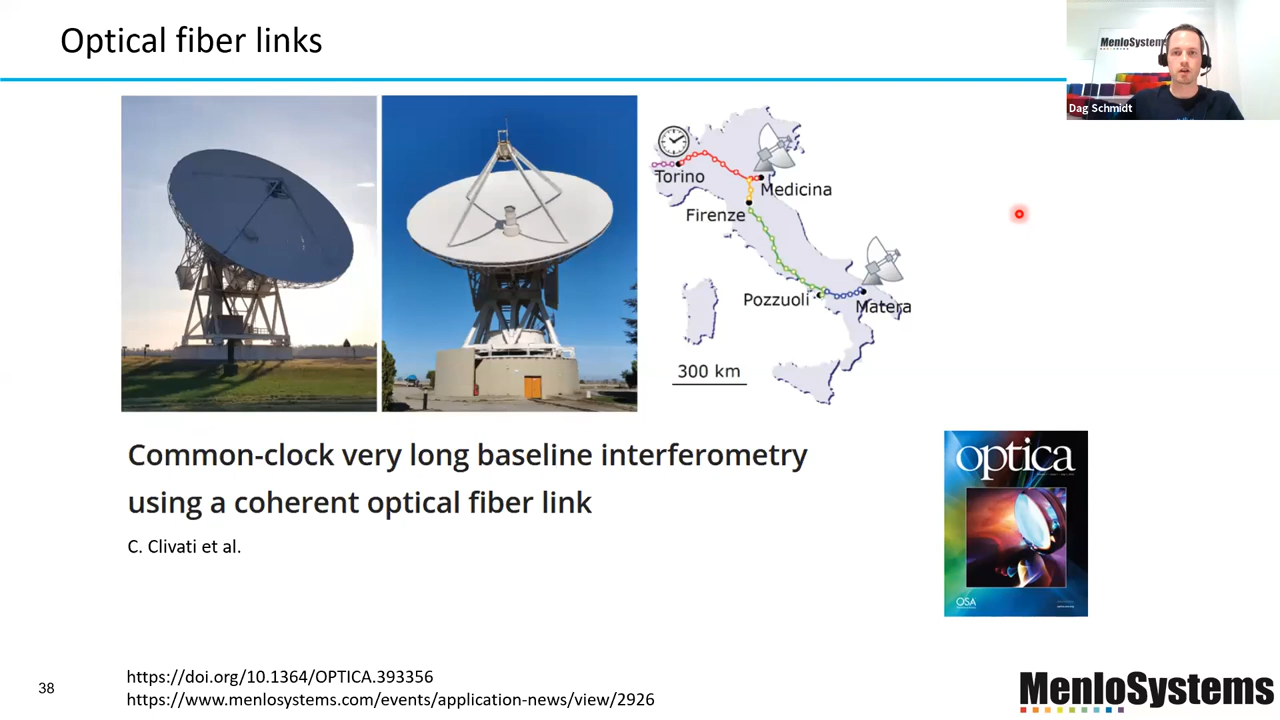 Optical fiber links
MenloSystems
Dag Schmidt
Torino
Medicina
Firenze
Pozzuoli
Matera
300 km
Common-clock very long baseline interferometry
using a coherent optical fiber link
C. Clivati et al.
optica
OSA
38
https://doi.org/10.1364/OPTICA.393356
https://www.menlosystems.com/events/application-news/view/2926
MenloSystems